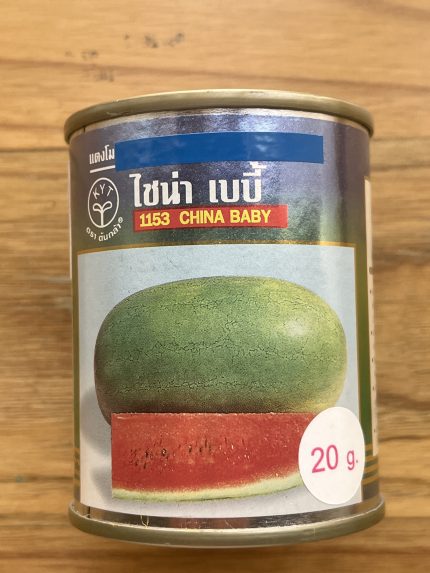 แตงโม
ไชน่า เบบี้
KYT
ตรา ต้นกล้า ®
1153 CHINA BABY
20 g.